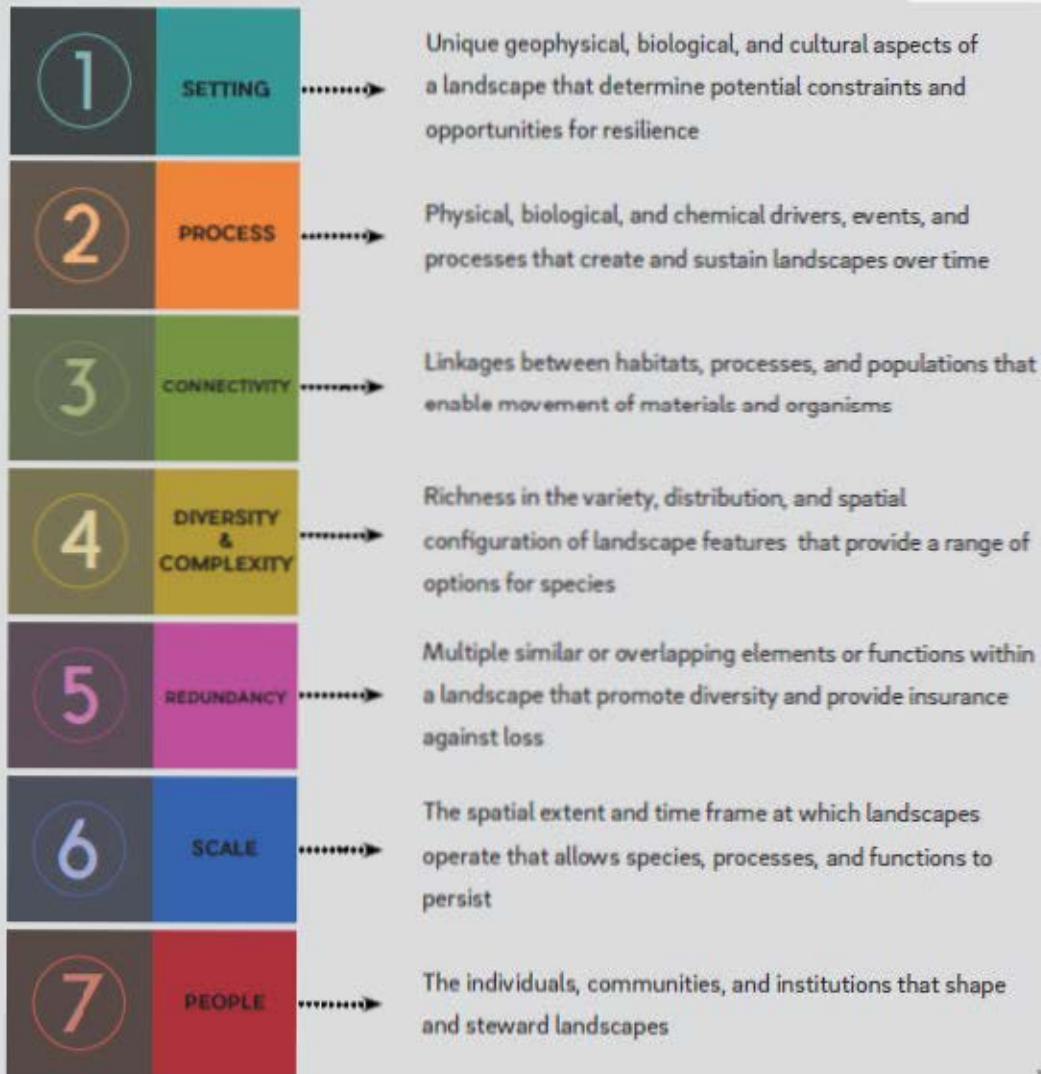 1
SETTING
Unique geophysical, biological, and cultural aspects of
a landscape that determine potential constraints and
opportunities for resilience
2
PROCESS
Physical, biological, and chemical drivers, events, and
processes that create and sustain landscapes over time
3
CONNECTIVITY
Linkages between habitats, processes, and populations that
enable movement of materials and organisms
4
DIVERSITY
&
COMPLEXITY
Richness in the variety, distribution, and spatial
configuration of landscape features that provide a range of
options for species
5
REDUNDANCY
Multiple similar or overlapping elements or functions within
a landscape that promote diversity and provide insurance
against loss
6
SCALE
The spatial extent and time frame at which landscapes
operate that allows species, processes, and functions to
persist
7
PEOPLE
The individuals, communities, and institutions that shape
and steward landscapes